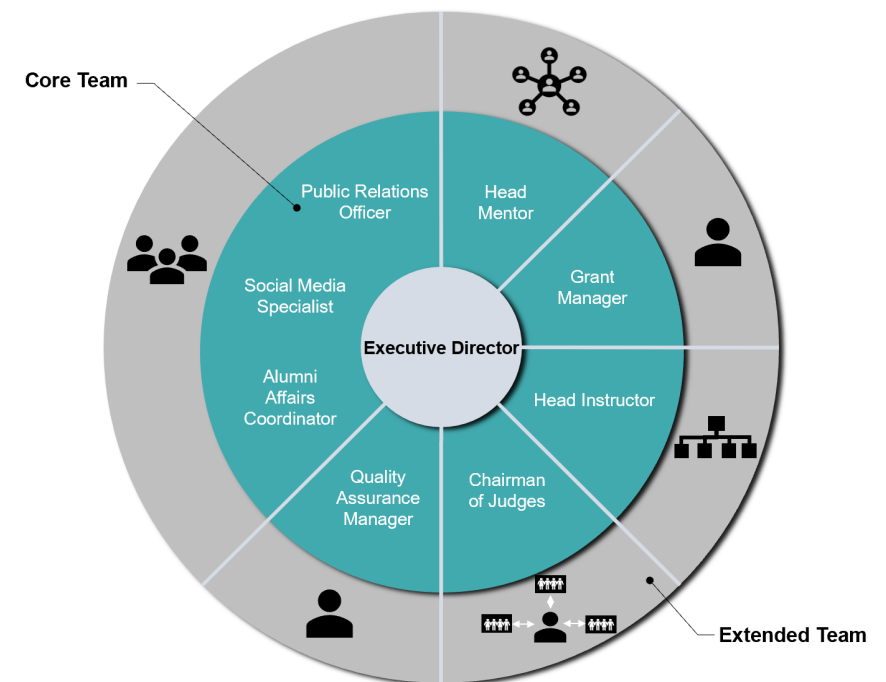 Core Team
Public Relations
Officer
Head
Mentor
Social Media
Specialist
Grant
Manager
Executive Director
Alumni
Affairs
Coordinator
Head Instructor
Quality
Assurance
Manager
Chairman
of Judges
Extended Team